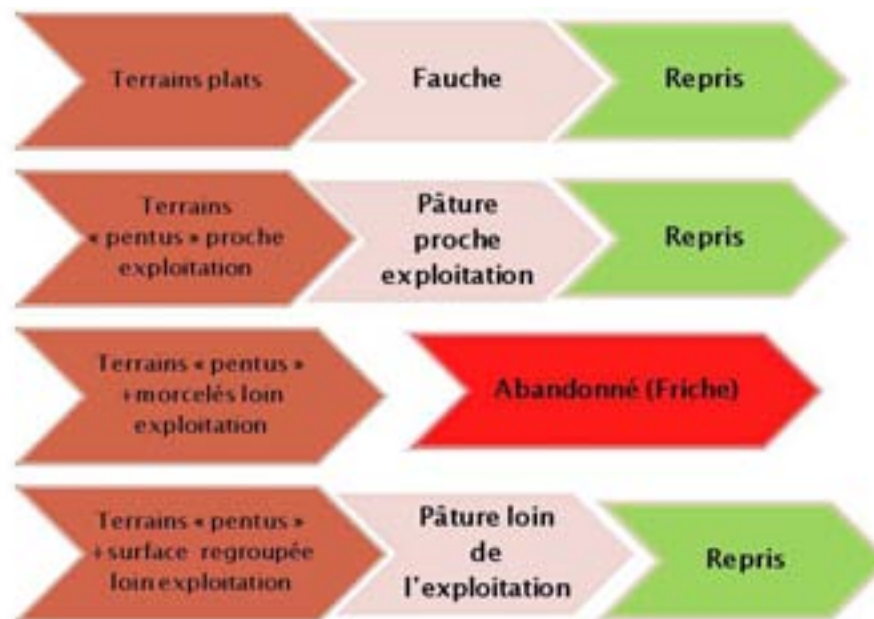 Terrains plats
Fauche
Repris
Terrains
« pentus » proche
exploitation
Pâture
proche
exploitation
Repris
Terrains « pentus »
+morcelés loin
exploitation
Abandonné (Friche)
Terrains « pentus »
+surface regroupée
loin exploitation
Pâture loin
de
l'exploitation
Repris